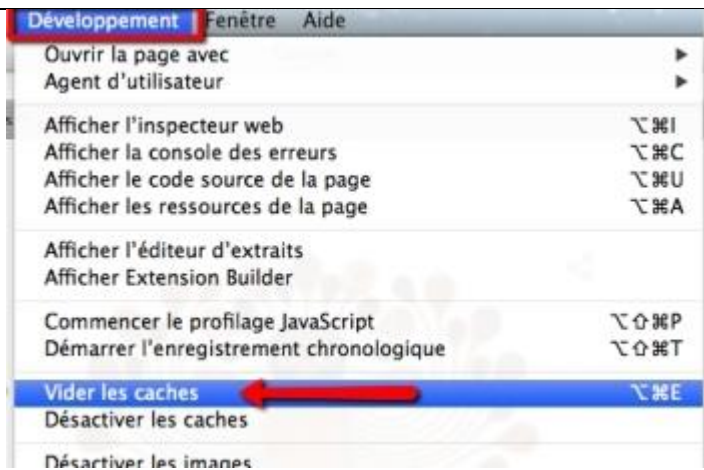 Développement Fenêtre Aide
Ouvrir la page avec ▶
Agent d'utilisateur ▶
Afficher l'inspecteur web ⌥⌘I
Afficher la console des erreurs ⌥⌘C
Afficher le code source de la page ⌥⌘U
Afficher les ressources de la page ⌥⌘A
Afficher l'éditeur d'extraits
Afficher Extension Builder
Commencer le profilage JavaScript ⌥⇧⌘P
Démarrer l'enregistrement chronologique ⌥⇧⌘T
Vider les caches ⌥⌘E
Désactiver les caches
Désactiver les images